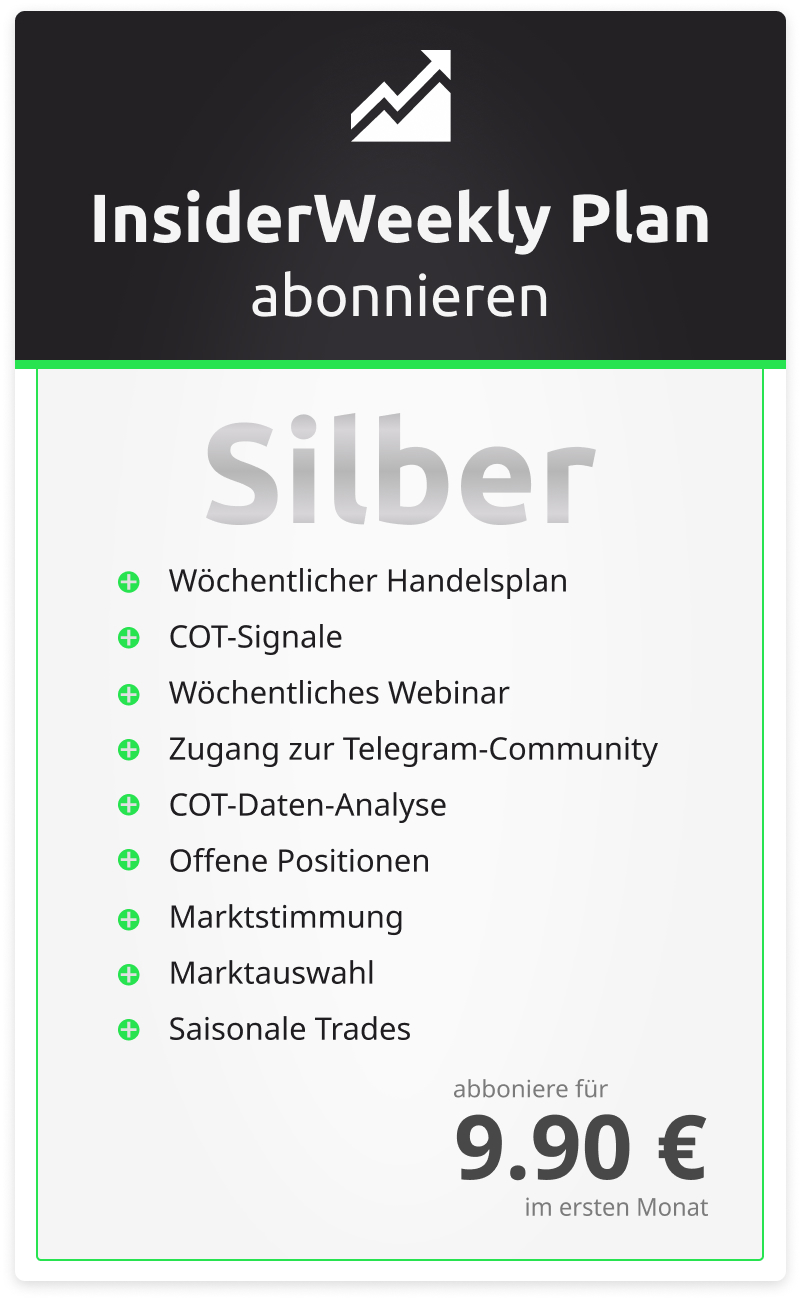 InsiderWeekly Plan
abonnieren
Silber
Wöchentlicher Handelsplan
COT-Signale
Wöchentliches Webinar
Zugang zur Telegram-Community
COT-Daten-Analyse
Offene Positionen
Marktstimmung
Marktauswahl
Saisonale Trades
abboniere für
9.90 €
im ersten Monat